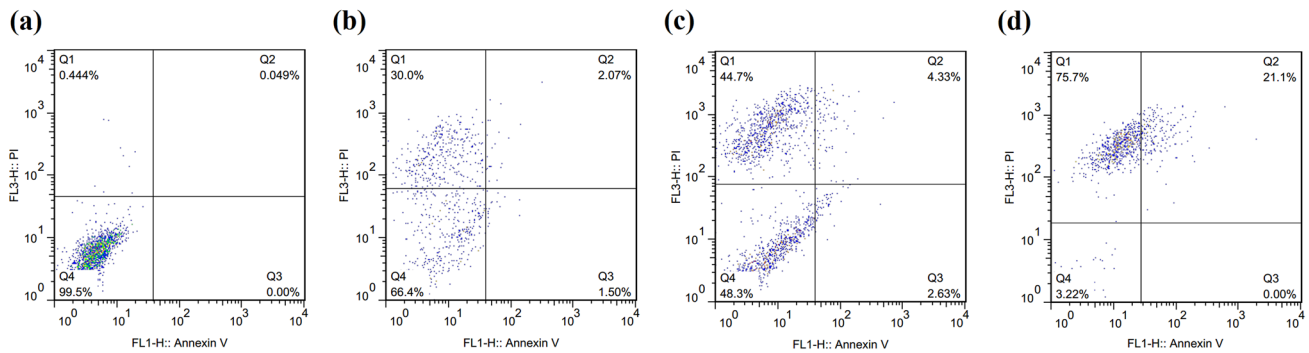 (a)
(b)
(c)
(d)
Q1
0.444%
Q2
0.049%
Q4
99.5%
Q3
0.00%
10^4
10^3
10^2
10^1
10^0
10^0 10^1 10^2 10^3 10^4
FL3-H:: PI
FL1-H:: Annexin V
Q1
30.0%
Q2
2.07%
Q4
66.4%
Q3
1.50%
10^4
10^3
10^2
10^1
10^0
10^0 10^1 10^2 10^3 10^4
FL3-H:: PI
FL1-H:: Annexin V
Q1
44.7%
Q2
4.33%
Q4
48.3%
Q3
2.63%
10^4
10^3
10^2
10^1
10^0
10^0 10^1 10^2 10^3 10^4
FL3-H:: PI
FL1-H:: Annexin V
Q1
75.7%
Q2
21.1%
Q4
3.22%
Q3
0.00%
10^4
10^3
10^2
10^1
10^0
10^0 10^1 10^2 10^3 10^4
FL3-H:: PI
FL1-H:: Annexin V